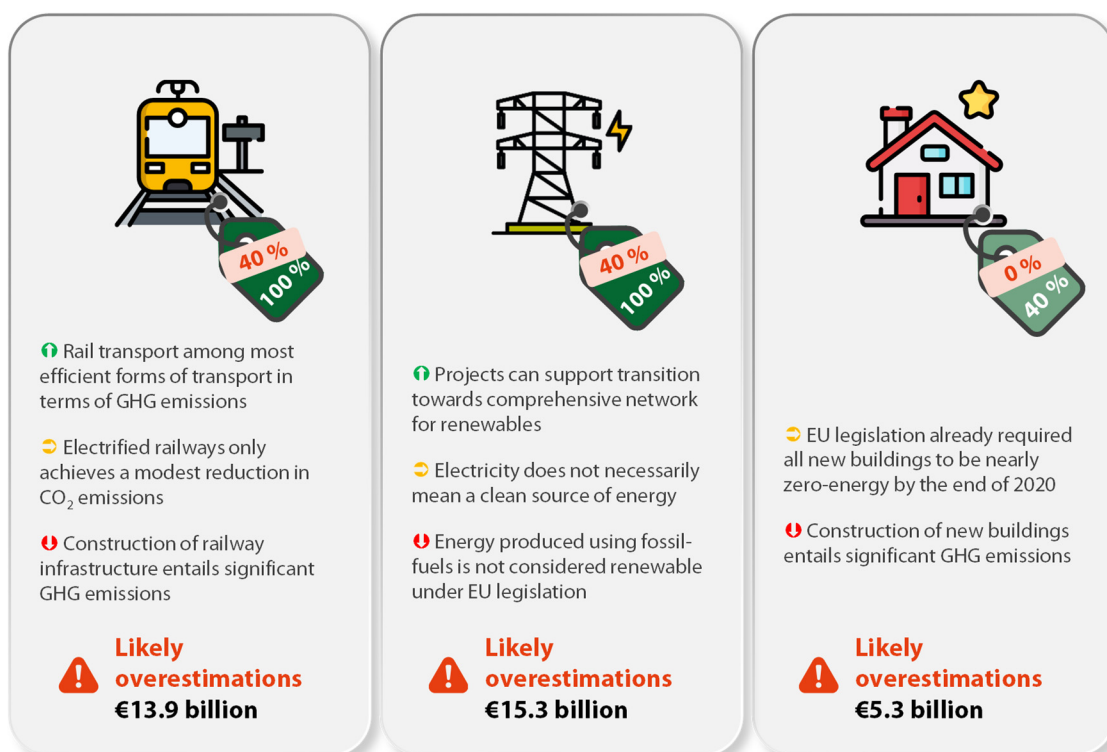 40 %
100 %
Rail transport among most
efficient forms of transport in
terms of GHG emissions
Electrified railways only
achieves a modest reduction in
CO₂ emissions
Construction of railway
infrastructure entails significant
GHG emissions
Likely
overestimations
€13.9 billion
40 %
100 %
Projects can support transition
towards comprehensive network
for renewables
Electricity does not necessarily
mean a clean source of energy
Energy produced using fossil-
fuels is not considered renewable
under EU legislation
Likely
overestimations
€15.3 billion
0 %
40 %
EU legislation already required
all new buildings to be nearly
zero-energy by the end of 2020
Construction of new buildings
entails significant GHG emissions
Likely
overestimations
€5.3 billion